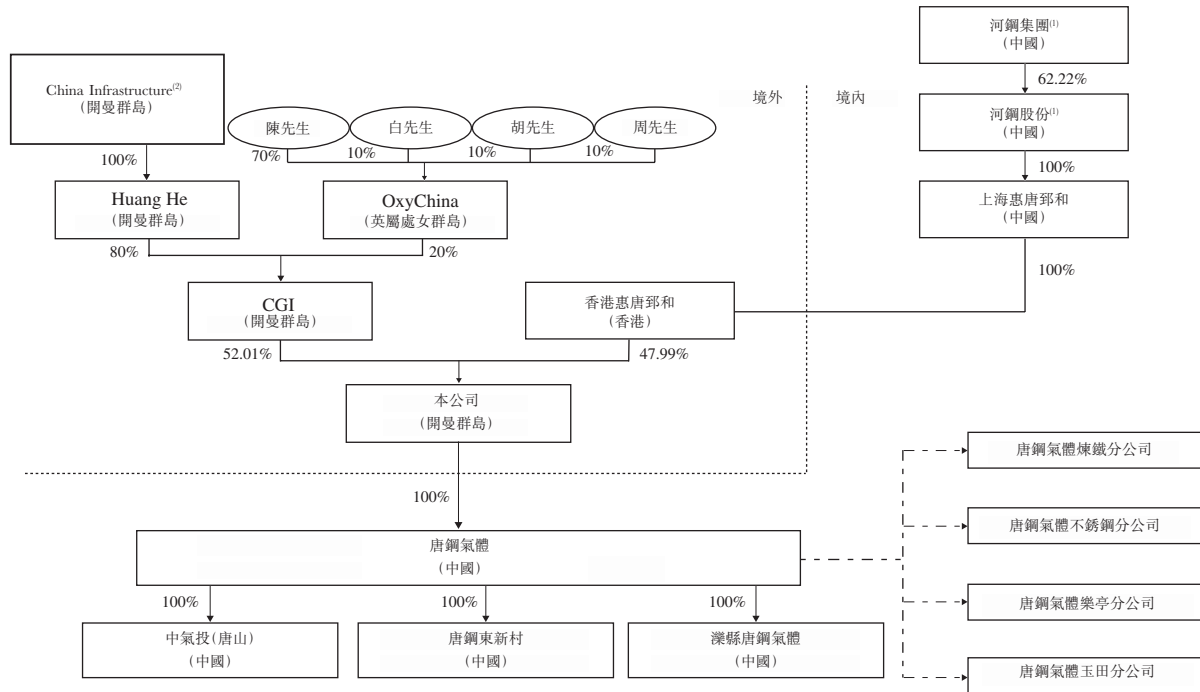 河鋼集團(1)
(中國)
62.22%
China Infrastructure(2)
(開曼群島)
境外
境內
河鋼股份(1)
(中國)
陳先生
白先生
胡先生
周先生
100%
70%
10%
10%
10%
100%
Huang He
(開曼群島)
OxyChina
(英屬處女群島)
上海惠唐郅和
(中國)
80%
20%
100%
CGI
(開曼群島)
香港惠唐郅和
(香港)
52.01%
47.99%
本公司
(開曼群島)
100%
唐鋼氣體煉鐵分公司
唐鋼氣體不銹鋼分公司
唐鋼氣體
(中國)
100%
100%
100%
唐鋼氣體樂亭分公司
中氣投(唐山)
(中國)
唐鋼東新村
(中國)
灤縣唐鋼氣體
(中國)
唐鋼氣體玉田分公司